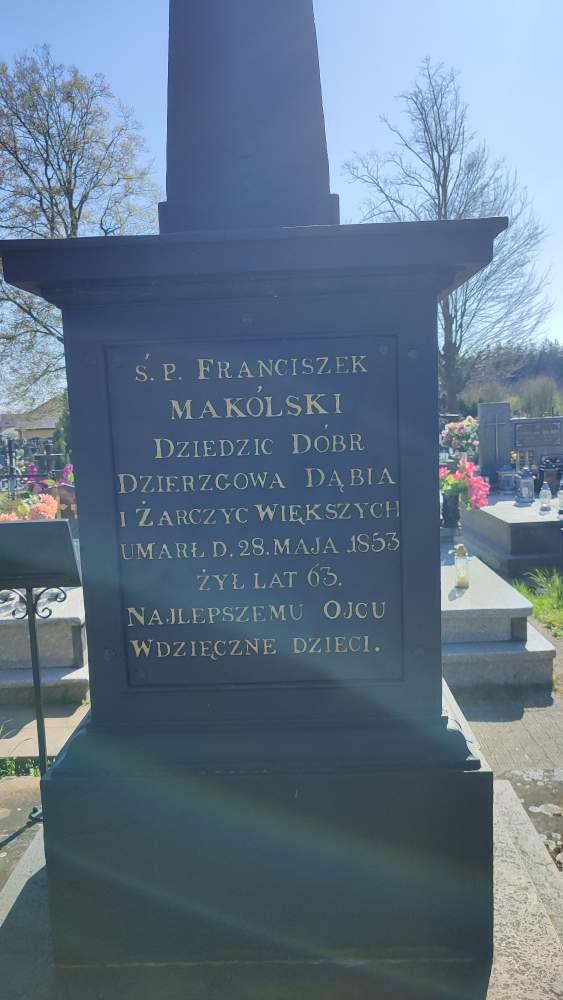 Ś.P. FRANCISZEK
MAKÓLSKI
DZIEDZIC DÓBR
DZIERZGOWA DĄBIA
I ŻARCZYC WIĘKSZYCH
UMARŁ D. 28. MAJA .1853.
ŻYŁ LAT 63.
NAJLEPSZEMU OJCU
WDZIĘCZNE DZIECI.